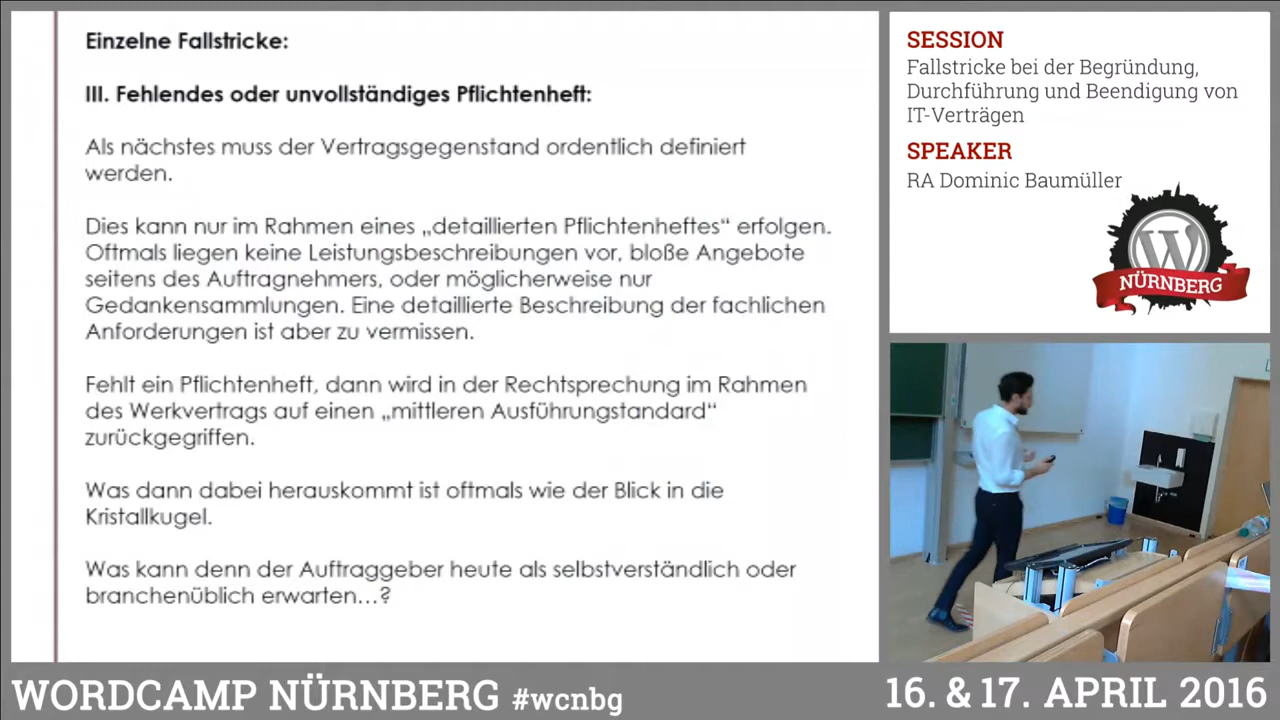 Einzelne Fallstricke:
III. Fehlendes oder unvollständiges Pflichtenheft:
Als nächstes muss der Vertragsgegenstand ordentlich definiert
werden.
Dies kann nur im Rahmen eines „detaillierten Pflichtenheftes“ erfolgen.
Oftmals liegen keine Leistungsbeschreibungen vor, bloße Angebote
seitens des Auftragnehmers, oder möglicherweise nur
Gedankensammlungen. Eine detaillierte Beschreibung der fachlichen
Anforderungen ist aber zu vermissen.
Fehlt ein Pflichtenheft, dann wird in der Rechtsprechung im Rahmen
des Werkvertrags auf einen „mittleren Ausführungstandard“
zurückgegriffen.
Was dann dabei herauskommt ist oftmals wie der Blick in die
Kristallkugel.
Was kann denn der Auftraggeber heute als selbstverständlich oder
branchenüblich erwarten...?
SESSION
Fallstricke bei der Begründung,
Durchführung und Beendigung von
IT-Verträgen
SPEAKER
RA Dominic Baumüller
W
NÜRNBERG
WORDCAMP NÜRNBERG #wcnbg
16. & 17. APRIL 2016